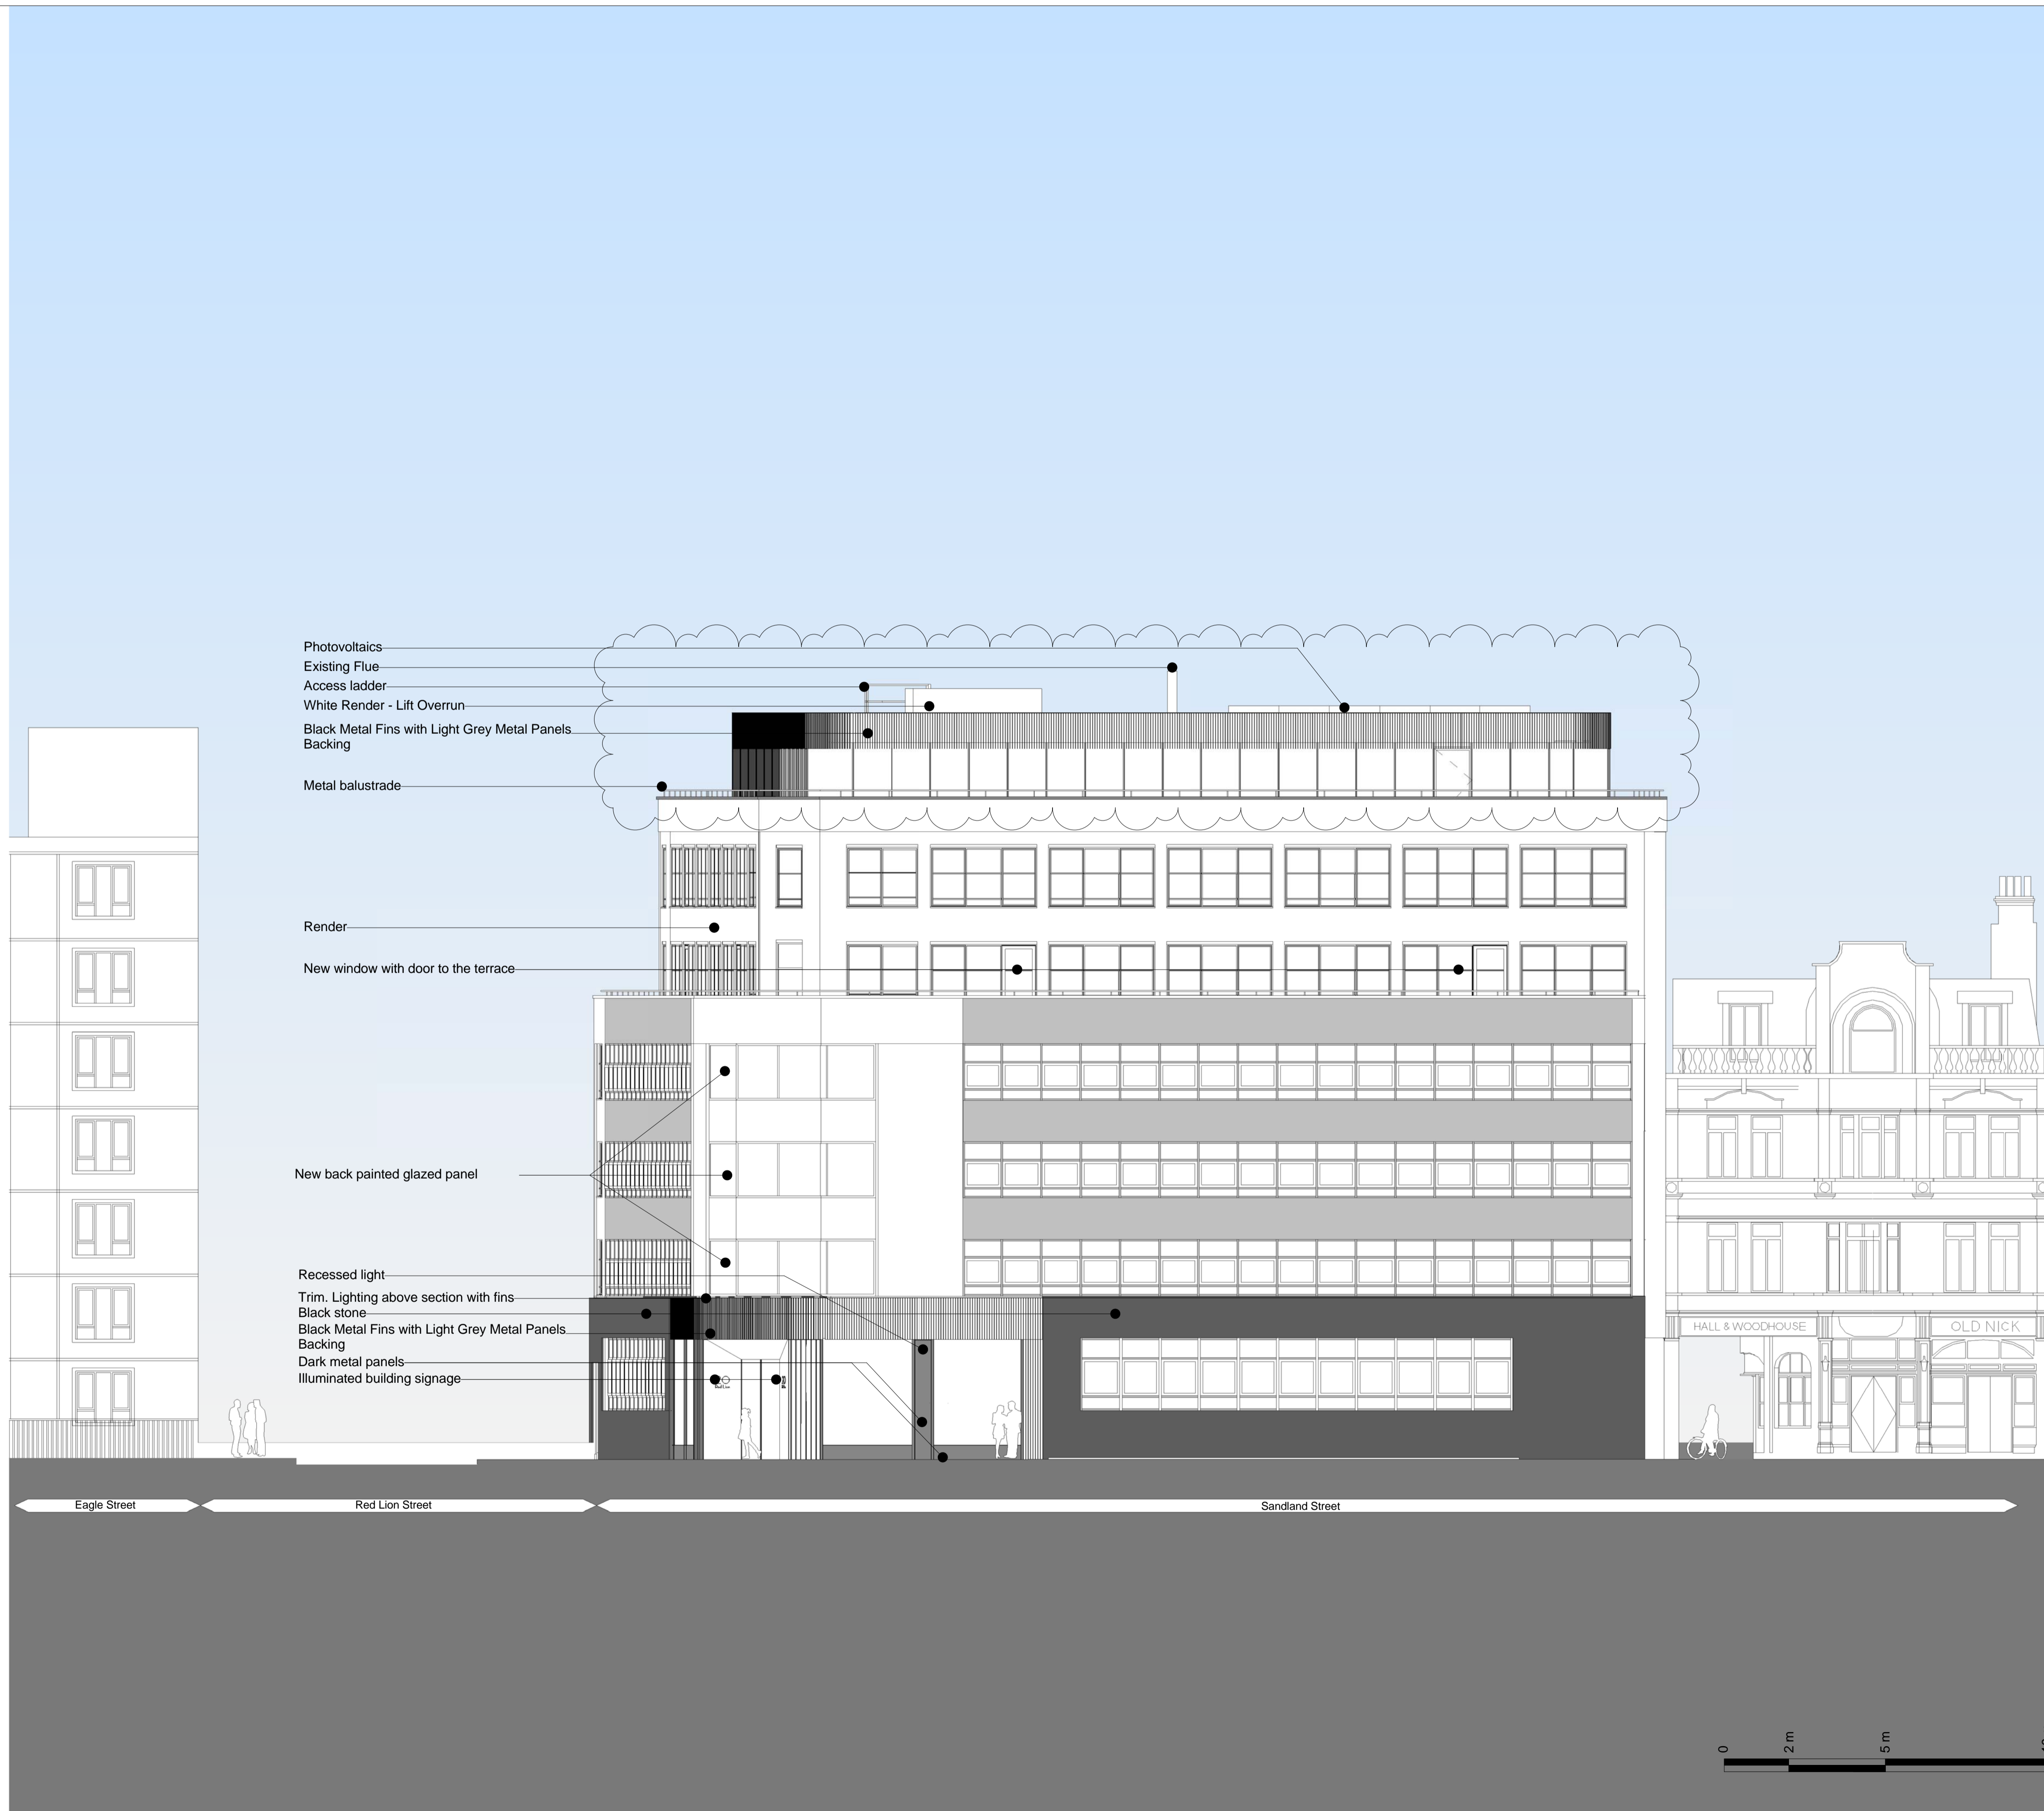 Photovoltaics
Existing Flue
Access ladder
White Render - Lift Overrun
Black Metal Fins with Light Grey Metal Panels
Backing
Metal balustrade
Render
New window with door to the terrace
New back painted glazed panel
Recessed light
Trim. Lighting above section with fins
Black stone
Black Metal Fins with Light Grey Metal Panels
Backing
Dark metal panels
Illuminated building signage
HALL & WOODHOUSE
OLD NICK
Eagle Street
Red Lion Street
Sandland Street
0
2 m
5 m